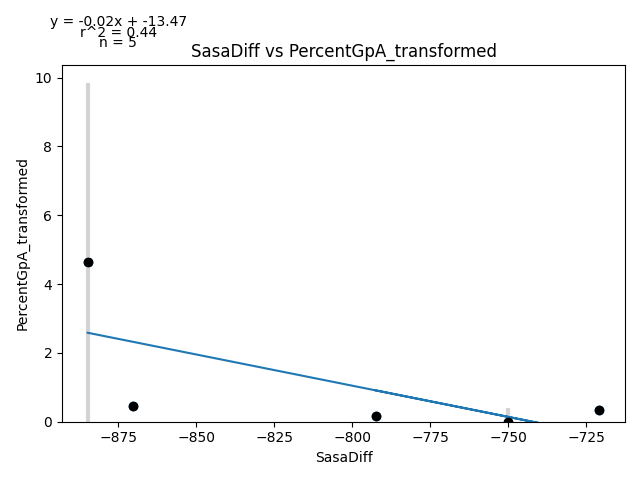 y = -0.02x + -13.47
r^2 = 0.44
n = 5
SasaDiff vs PercentGpA_transformed
10
8
6
4
2
0
PercentGpA_transformed
−875 −850 −825 −800 −775 −750 −725
SasaDiff